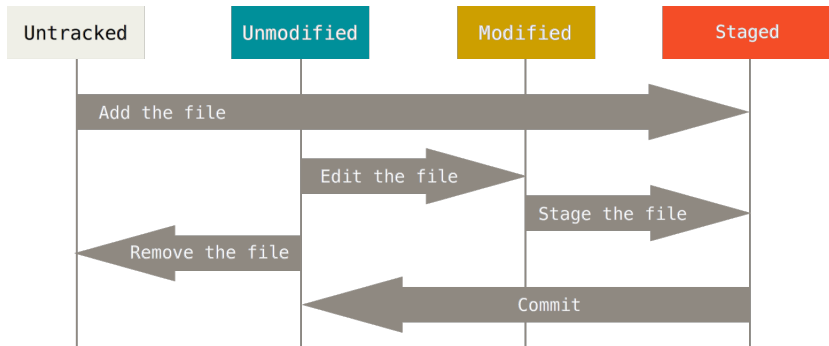 Untracked
Unmodified
Modified
Staged
Add the file
Edit the file
Stage the file
Remove the file
Commit